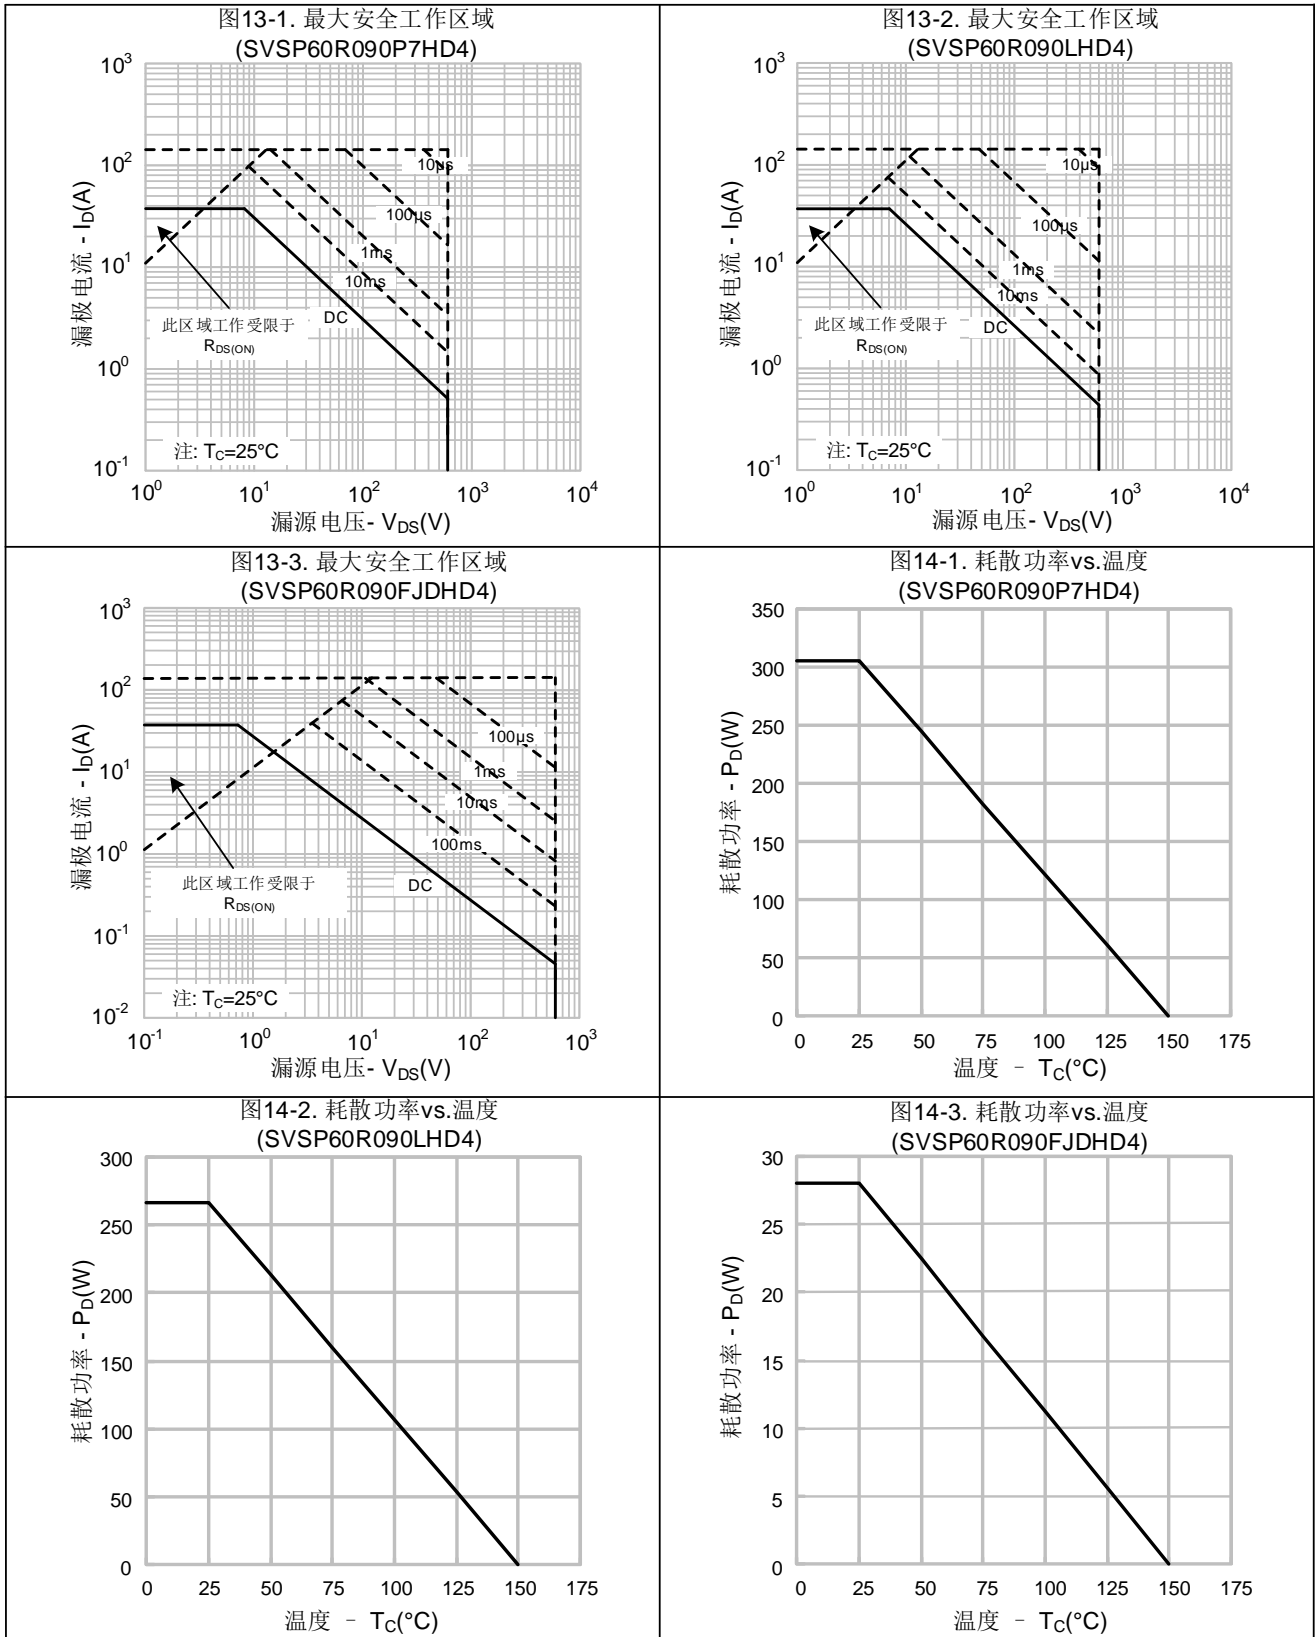 图13-1. 最大安全工作区域
(SVSP60R090P7HD4)
10³
10²
10¹
10⁰
10⁻¹
漏极电流 - I_D(A)
10μs
100μs
1ms
10ms
DC
此区域工作受限于
R_DS(ON)
注: T_C=25°C
10⁰ 10¹ 10² 10³ 10⁴
漏源电压- V_DS(V)
图13-2. 最大安全工作区域
(SVSP60R090LHD4)
10³
10²
10¹
10⁰
10⁻¹
漏极电流 - I_D(A)
10μs
100μs
1ms
10ms
DC
此区域工作受限于
R_DS(ON)
注: T_C=25°C
10⁰ 10¹ 10² 10³ 10⁴
漏源电压- V_DS(V)
图13-3. 最大安全工作区域
(SVSP60R090FJDHD4)
10³
10²
10¹
10⁰
10⁻¹
10⁻²
漏极电流 - I_D(A)
100μs
1ms
10ms
100ms
DC
此区域工作受限于
R_DS(ON)
注: T_C=25°C
10⁻¹ 10⁰ 10¹ 10² 10³
漏源电压- V_DS(V)
图14-1. 耗散功率vs.温度
(SVSP60R090P7HD4)
350
300
250
200
150
100
50
0
耗散功率 - P_D(W)
0 25 50 75 100 125 150 175
温度 - T_C(°C)
图14-2. 耗散功率vs.温度
(SVSP60R090LHD4)
300
250
200
150
100
50
0
耗散功率 - P_D(W)
0 25 50 75 100 125 150 175
温度 - T_C(°C)
图14-3. 耗散功率vs.温度
(SVSP60R090FJDHD4)
30
25
20
15
10
5
0
耗散功率 - P_D(W)
0 25 50 75 100 125 150 175
温度 - T_C(°C)